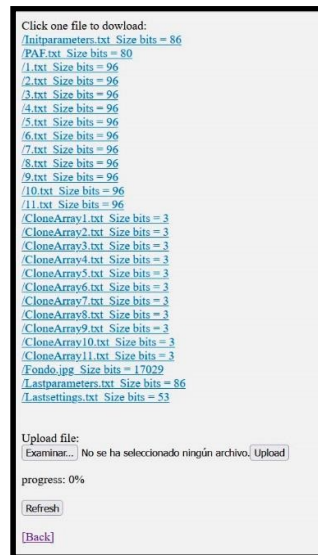 Click one file to dowload:
/Initparameters.txt Size bits = 86
/PAF.txt Size bits = 80
/1.txt Size bits = 96
/2.txt Size bits = 96
/3.txt Size bits = 96
/4.txt Size bits = 96
/5.txt Size bits = 96
/6.txt Size bits = 96
/7.txt Size bits = 96
/8.txt Size bits = 96
/9.txt Size bits = 96
/10.txt Size bits = 96
/11.txt Size bits = 96
/CloneArray1.txt Size bits = 3
/CloneArray2.txt Size bits = 3
/CloneArray3.txt Size bits = 3
/CloneArray4.txt Size bits = 3
/CloneArray5.txt Size bits = 3
/CloneArray6.txt Size bits = 3
/CloneArray7.txt Size bits = 3
/CloneArray8.txt Size bits = 3
/CloneArray9.txt Size bits = 3
/CloneArray10.txt Size bits = 3
/CloneArray11.txt Size bits = 3
/Fondo.jpg Size bits = 17029
/Lastparameters.txt Size bits = 86
/Lastsettings.txt Size bits = 53
Upload file:
Examinar... No se ha seleccionado ningún archivo. Upload
progress: 0%
Refresh
[Back]